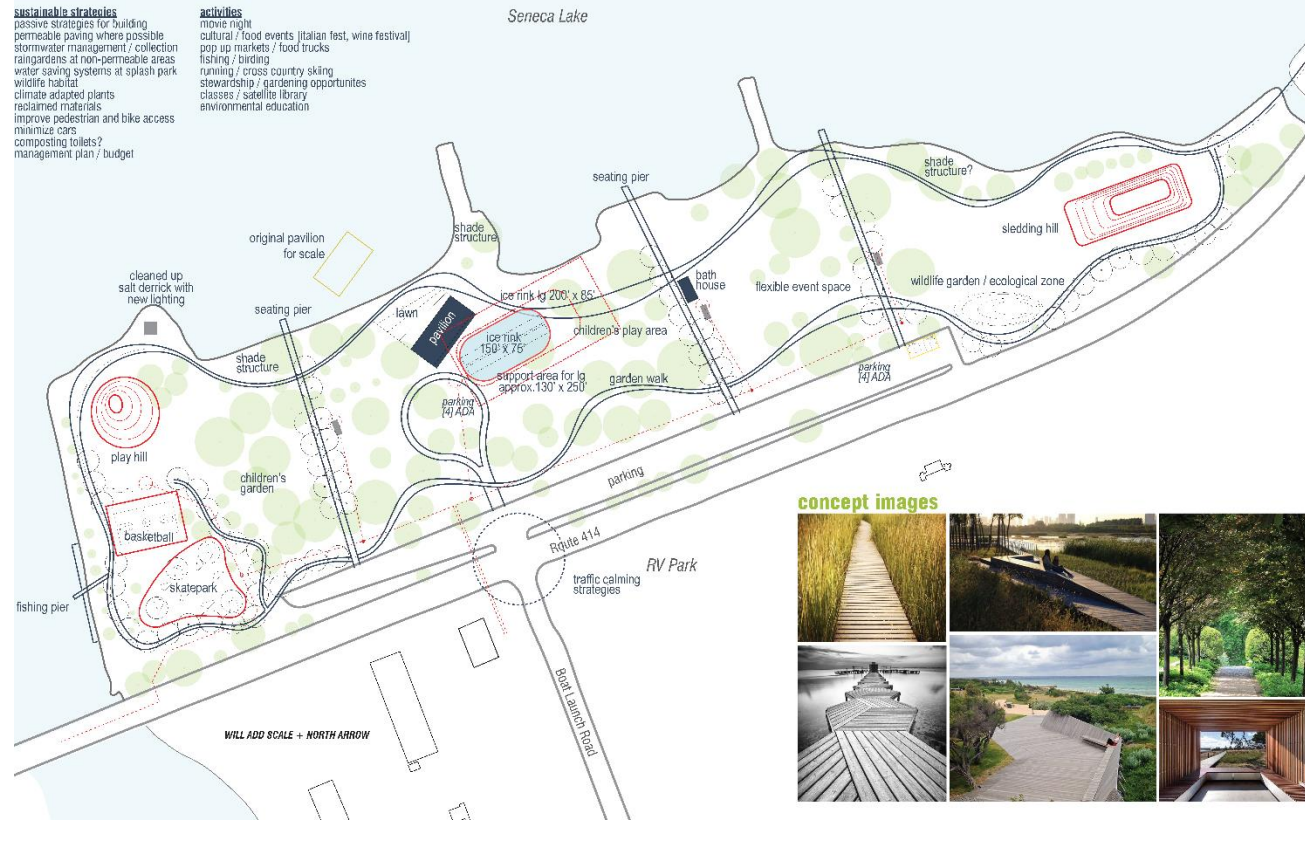 sustainable strategies
passive strategies for building
permeable paving where possible
stormwater management / collection
raingardens at non-permeable areas
water saving systems at splash park
wildlife habitat
climate adapted plants
reclaimed materials
improve pedestrian and bike access
minimize cars
composting toilets?
management plan / budget
activities
movie night
cultural / food events [italian fest, wine festival]
pop up markets / food trucks
fishing / birding
running / cross country skiing
stewardship / gardening opportunites
classes / satellite library
environmental education
Seneca Lake
seating pier
shade
structure?
sledding hill
shade
structure
original pavilion
for scale
cleaned up
salt derrick with
new lighting
seating pier
lawn
pavilion
ice rink lg 200' x 85'
ice rink
150' x 75'
children's play area
bath
house
flexible event space
wildlife garden / ecological zone
shade
structure
support area for lg
approx.130' x 250'
garden walk
parking
[4] ADA
parking
[4] ADA
play hill
children's
garden
basketball
skatepark
fishing pier
parking
Route 414
RV Park
traffic calming
strategies
Boat Launch Road
WILL ADD SCALE + NORTH ARROW
concept images